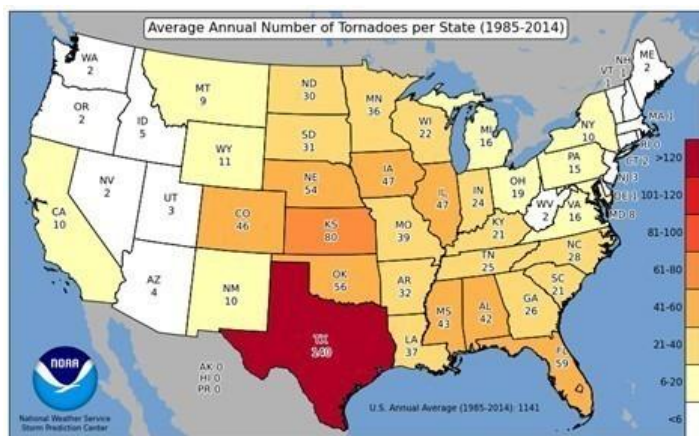 Average Annual Number of Tornadoes per State (1985-2014)
WA
2
OR
2
ID
5
MT
9
ND
30
MN
36
WI
22
MI
16
NY
10
VT
1
NH
1
ME
2
MA 1
RI 0
CT 2
NJ 3
DE 1
MD 8
PA
15
SD
31
WY
11
NV
2
UT
3
CA
10
AZ
4
NM
10
CO
46
NE
54
KS
80
OK
56
TX
140
IA
47
MO
39
AR
32
LA
37
IL
47
IN
24
OH
19
WV
2
VA
16
KY
21
TN
25
NC
28
SC
21
MS
43
AL
42
GA
26
FL
59
AK 0
HI 0
PR 0
>120
101-120
81-100
61-80
41-60
21-40
6-20
<6
NOAA
National Weather Service
Storm Prediction Center
U.S. Annual Average (1985-2014): 1141